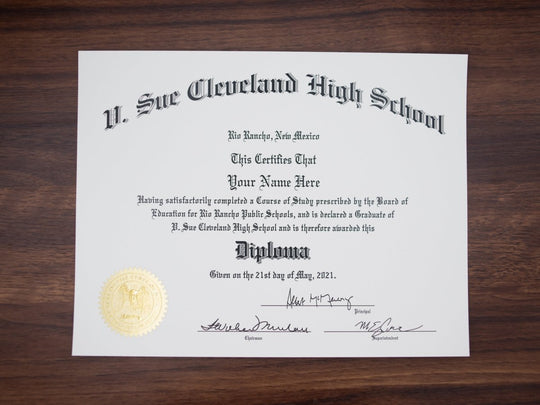 V. Sue Cleveland High School
Rio Rancho, New Mexico
This Certifies That
Your Name Here
Having satisfactorily completed a Course of Study prescribed by the Board of
Education for Rio Rancho Public Schools, and is declared a Graduate of
V. Sue Cleveland High School and is therefore awarded this
Diploma
Given on the 21st day of May, 2021.
Principal
Chairman
Superintendent